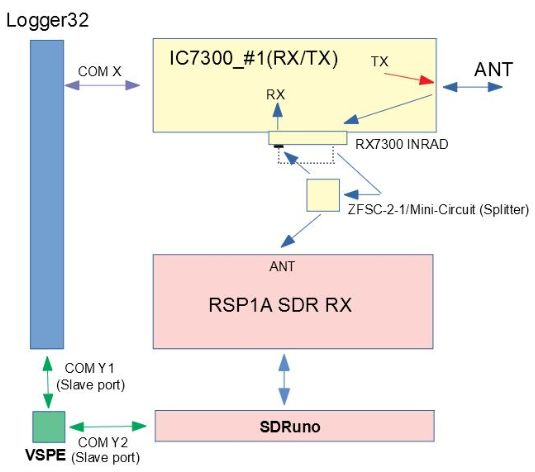 Logger32
IC7300_#1(RX/TX)
COM X
TX
ANT
RX
RX7300 INRAD
ZFSC-2-1/Mini-Circuit (Splitter)
ANT
RSP1A SDR RX
COM Y1
(Slave port)
COM Y2
(Slave port)
VSPE
SDRuno